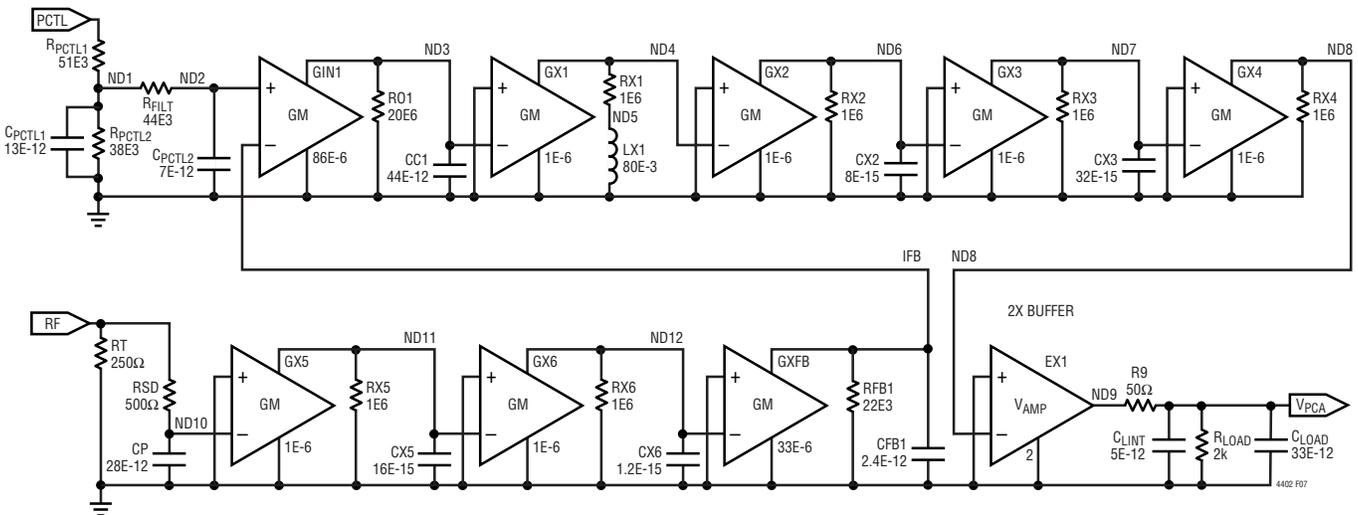 PCTL
RPCTL1
51E3
ND1
ND2
RFILT
44E3
CPCTL1
13E-12
RPCTL2
38E3
CPCTL2
7E-12
+
−
GM
GIN1
86E-6
RO1
20E6
ND3
CC1
44E-12
+
−
GM
GX1
1E-6
RX1
1E6
ND5
LX1
80E-3
ND4
+
−
GM
GX2
1E-6
RX2
1E6
ND6
CX2
8E-15
+
−
GM
GX3
1E-6
RX3
1E6
ND7
CX3
32E-15
+
−
GM
GX4
1E-6
RX4
1E6
ND8
IFB
ND8
RF
RT
250Ω
RSD
500Ω
ND10
CP
28E-12
+
−
GM
GX5
1E-6
RX5
1E6
ND11
CX5
16E-15
+
−
GM
GX6
1E-6
RX6
1E6
ND12
CX6
1.2E-15
+
−
GM
GXFB
33E-6
RFB1
22E3
CFB1
2.4E-12
2X BUFFER
+
−
VAMP
EX1
2
ND9
R9
50Ω
VPCA
CLINT
5E-12
RLOAD
2k
CLOAD
33E-12
4402 F07